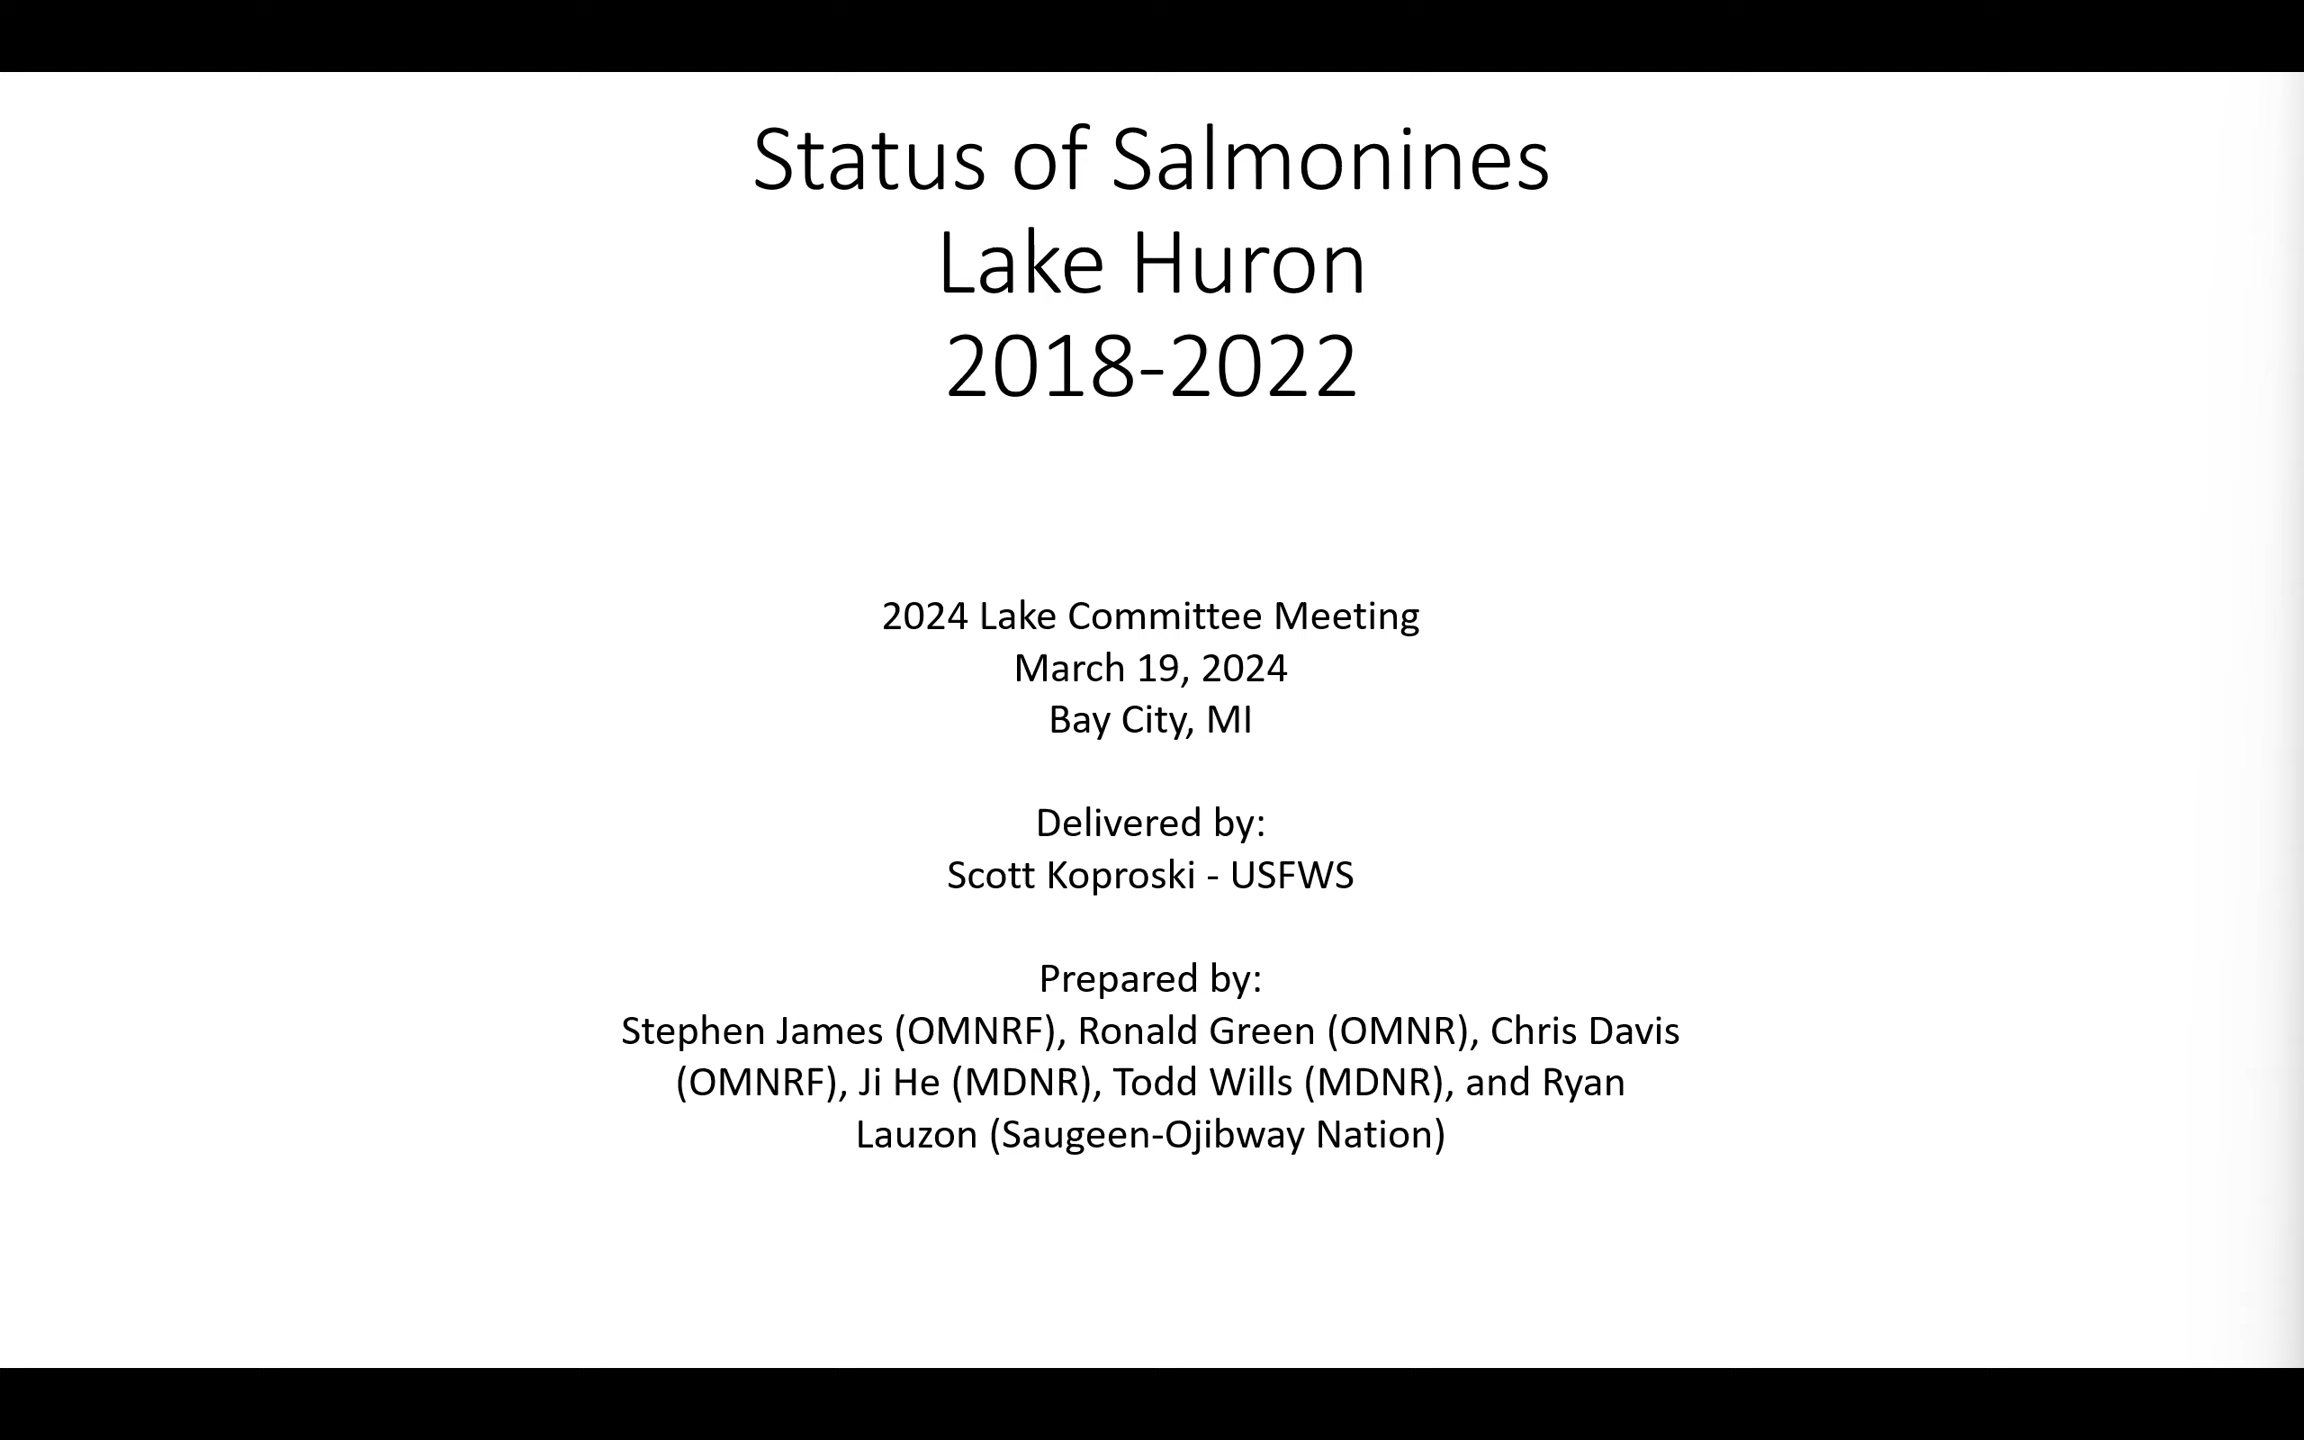 Status of Salmonines
Lake Huron
2018-2022
2024 Lake Committee Meeting
March 19, 2024
Bay City, MI
Delivered by:
Scott Koproski - USFWS
Prepared by:
Stephen James (OMNRF), Ronald Green (OMNR), Chris Davis
(OMNRF), Ji He (MDNR), Todd Wills (MDNR), and Ryan
Lauzon (Saugeen-Ojibway Nation)